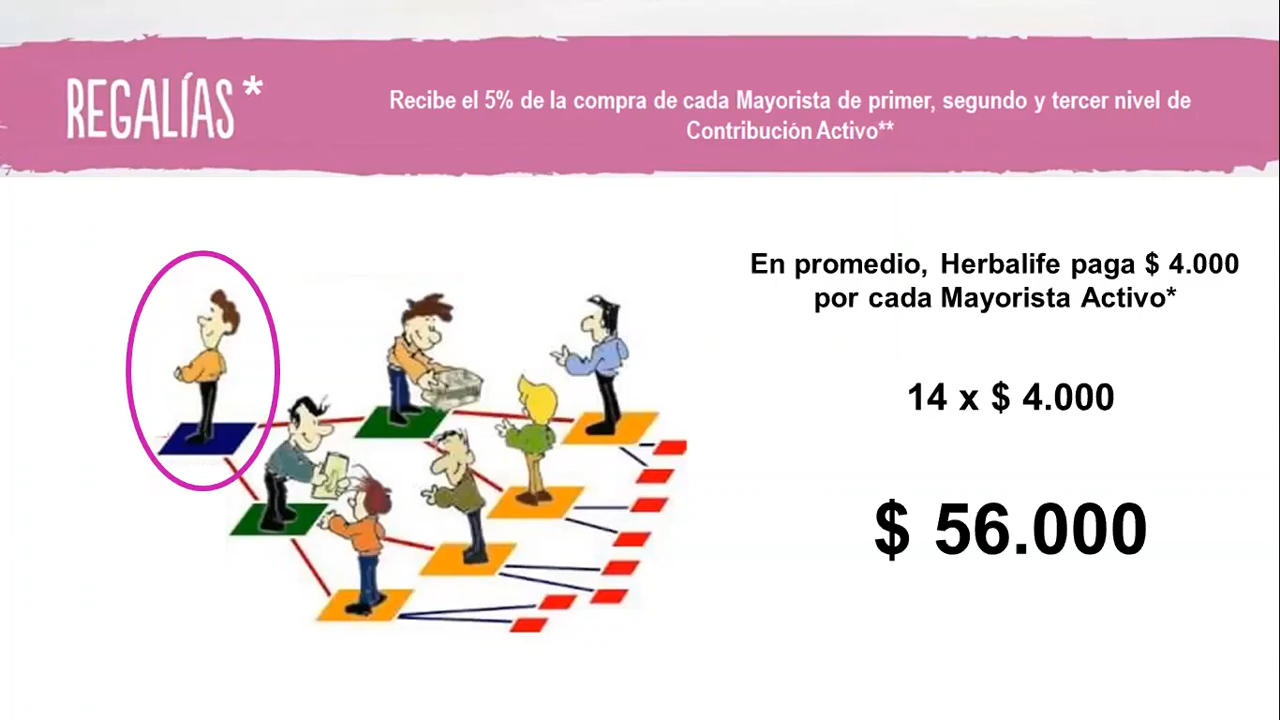 REGALÍAS*
Recibe el 5% de la compra de cada Mayorista de primer, segundo y tercer nivel de
Contribución Activo**
En promedio, Herbalife paga $ 4.000
por cada Mayorista Activo*
14 x $ 4.000
$ 56.000